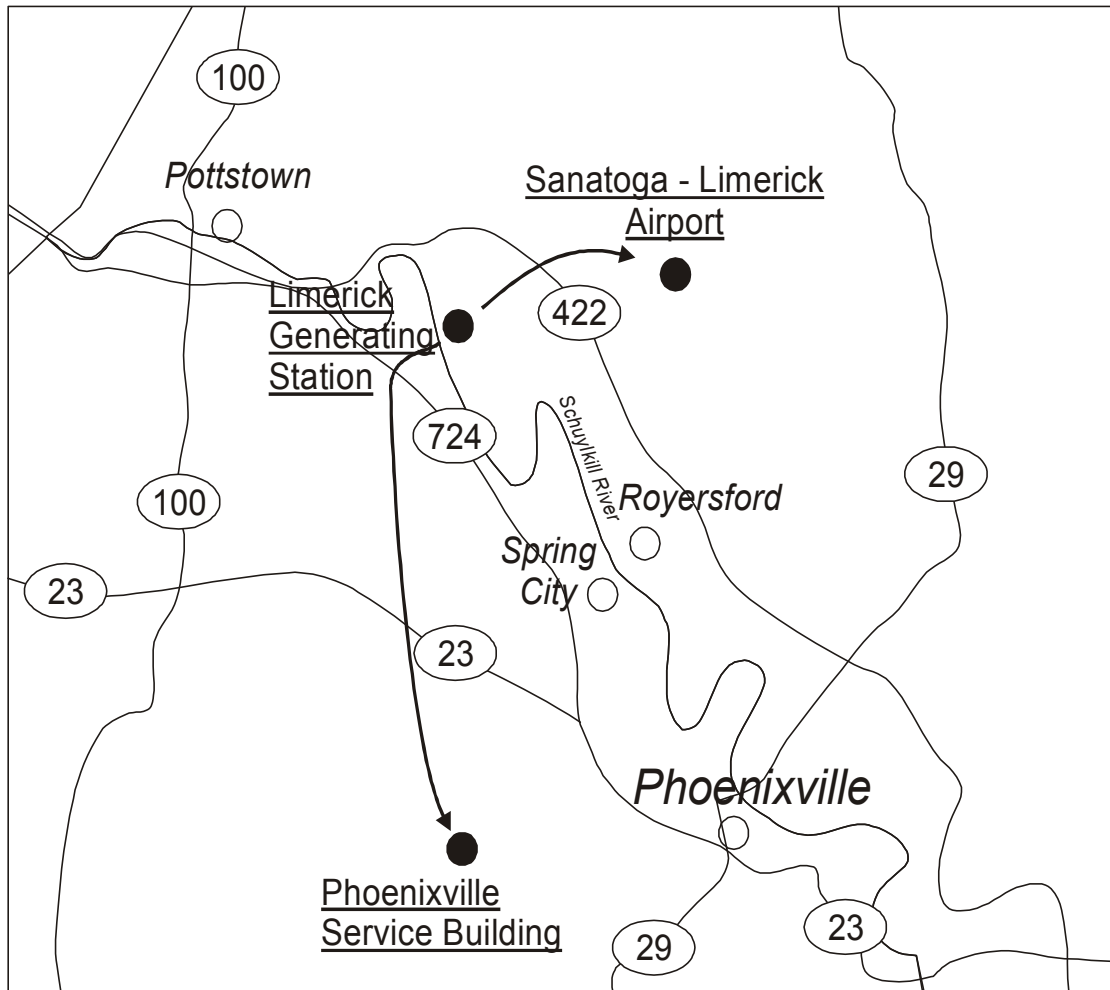 100
Pottstown
Sanatoga - Limerick
Airport
Limerick
Generating
Station
422
724
Schuylkill River
29
100
Royersford
Spring
City
23
23
Phoenixville
Phoenixville
Service Building
29
23